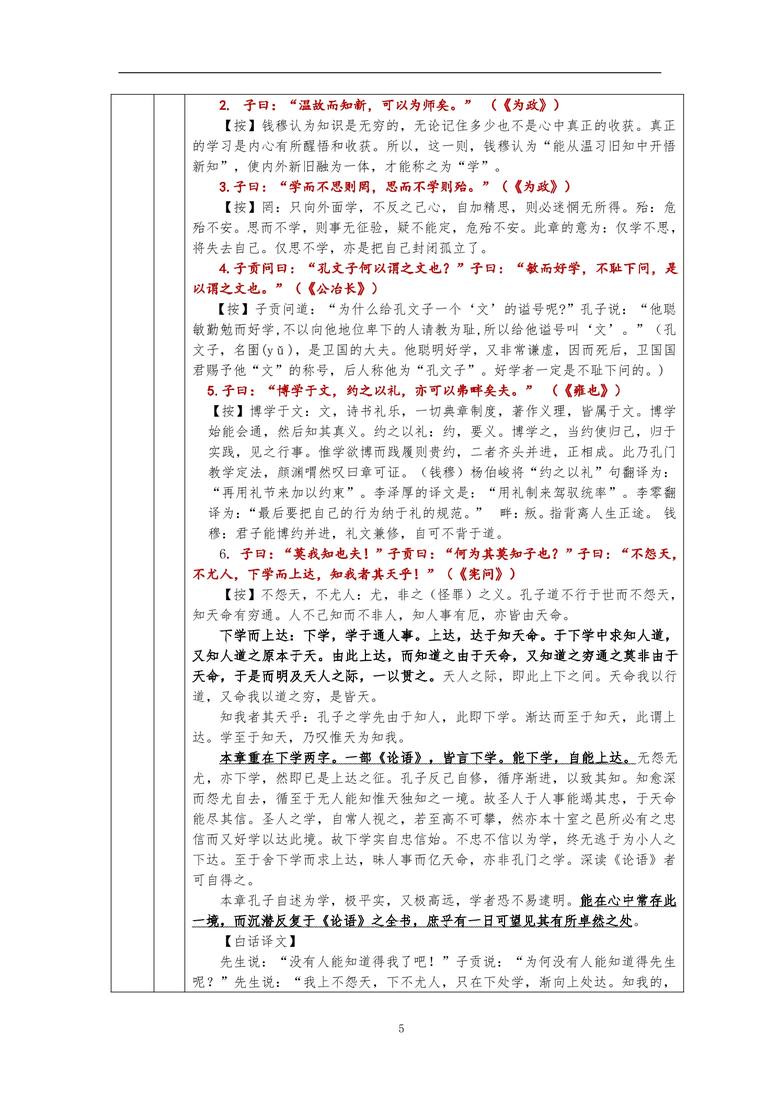 2. 子曰：“温故而知新，可以为师矣。”（《为政》）
【按】钱穆认为知识是无穷的，无论记住多少也不是心中真正的收获。真正
的学习是内心有所醒悟和收获。所以，这一则，钱穆认为“能从温习旧知中开悟
新知”，使内外新旧融为一体，才能称之为“学”。
3.子曰：“学而不思则罔，思而不学则殆。”（《为政》）
【按】罔：只向外面学，不反之己心，自加精思，则必迷惘无所得。殆：危
殆不安。思而不学，则事无征验，疑不能定，危殆不安。此章的意为：仅学不思，
将失去自己。仅思不学，亦是把自己封闭孤立了。
4.子贡问曰：“孔文子何以谓之文也？”子曰：“敏而好学，不耻下问，是
以谓之文也。”（《公冶长》）
【按】子贡问道：“为什么给孔文子一个‘文’的谥号呢?”孔子说：“他聪
敏勤勉而好学,不以向他地位卑下的人请教为耻,所以给他谥号叫‘文’。”（孔
文子，名圉(yǔ)，是卫国的大夫。他聪明好学，又非常谦虚，因而死后，卫国国
君赐予他“文”的称号，后人称他为“孔文子”。好学者一定是不耻下问的。)
5.子曰：“博学于文，约之以礼，亦可以弗畔矣夫。”（《雍也》）
【按】博学于文：文，诗书礼乐，一切典章制度，著作义理，皆属于文。博学
始能会通，然后知其真义。约之以礼：约，要义。博学之，当约使归己，归于
实践，见之行事。惟学欲博而践履则贵约，二者齐头并进，正相成。此乃孔门
教学定法，颜渊喟然叹曰章可证。（钱穆）杨伯峻将“约之以礼”句翻译为：
“再用礼节来加以约束”。李泽厚的译文是：“用礼制来驾驭统率”。李零翻
译为：“最后要把自己的行为纳于礼的规范。” 畔：叛。指背离人生正途。 钱
穆：君子能博约并进，礼文兼修，自可不背于道。
6. 子曰：“莫我知也夫！”子贡曰：“何为其莫知子也？”子曰：“不怨天，
不尤人，下学而上达，知我者其天乎！”（《宪问》）
【按】不怨天，不尤人：尤，非之（怪罪）之义。孔子道不行于世而不怨天，
知天命有穷通。人不己知而不非人，知人事有厄，亦皆由天命。
下学而上达：下学，学于通人事。上达，达于知天命。于下学中求知人道，
又知人道之原本于天。由此上达，而知道之由于天命，又知道之穷通之莫非由于
天命，于是而明及天人之际，一以贯之。天人之际，即此上下之间。天命我以行
道，又命我以道之穷，是皆天。
知我者其天乎：孔子之学先由于知人，此即下学。渐达而至于知天，此谓上
达。学至于知天，乃叹惟天为知我。
本章重在下学两字。一部《论语》，皆言下学。能下学，自能上达。无怨无
尤，亦下学，然即已是上达之征。孔子反己自修，循序渐进，以致其知。知愈深
而怨尤自去，循至于无人能知惟天独知之一境。故圣人于人事能竭其忠，于天命
能尽其信。圣人之学，自常人视之，若至高不可攀，然亦本十室之邑所必有之忠
信而又好学以达此境。故下学实自忠信始。不忠不信以为学，终无逃于为小人之
下达。至于舍下学而求上达，昧人事而亿天命，亦非孔门之学。深读《论语》者
可自得之。
本章孔子自述为学，极平实，又极高远，学者恐不易逮明。能在心中常存此
一境，而沉潜反复于《论语》之全书，庶乎有一日可望见其有所卓然之处。
【白话译文】
先生说：“没有人能知道得我了吧！”子贡说：“为何没有人能知道得先生
呢？”先生说：“我上不怨天，下不尤人，只在下处学，渐向上处达。知我的，
5